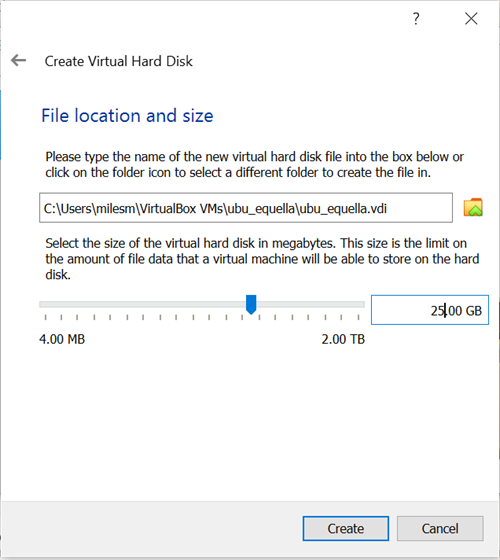 ?
Create Virtual Hard Disk
File location and size
Please type the name of the new virtual hard disk file into the box below or
click on the folder icon to select a different folder to create the file in.
C:\Users\milesm\VirtualBox VMs\ubu_equella\ubu_equella.vdi
Select the size of the virtual hard disk in megabytes. This size is the limit on
the amount of file data that a virtual machine will be able to store on the hard
disk.
25.00 GB
4.00 MB 2.00 TB
Create Cancel